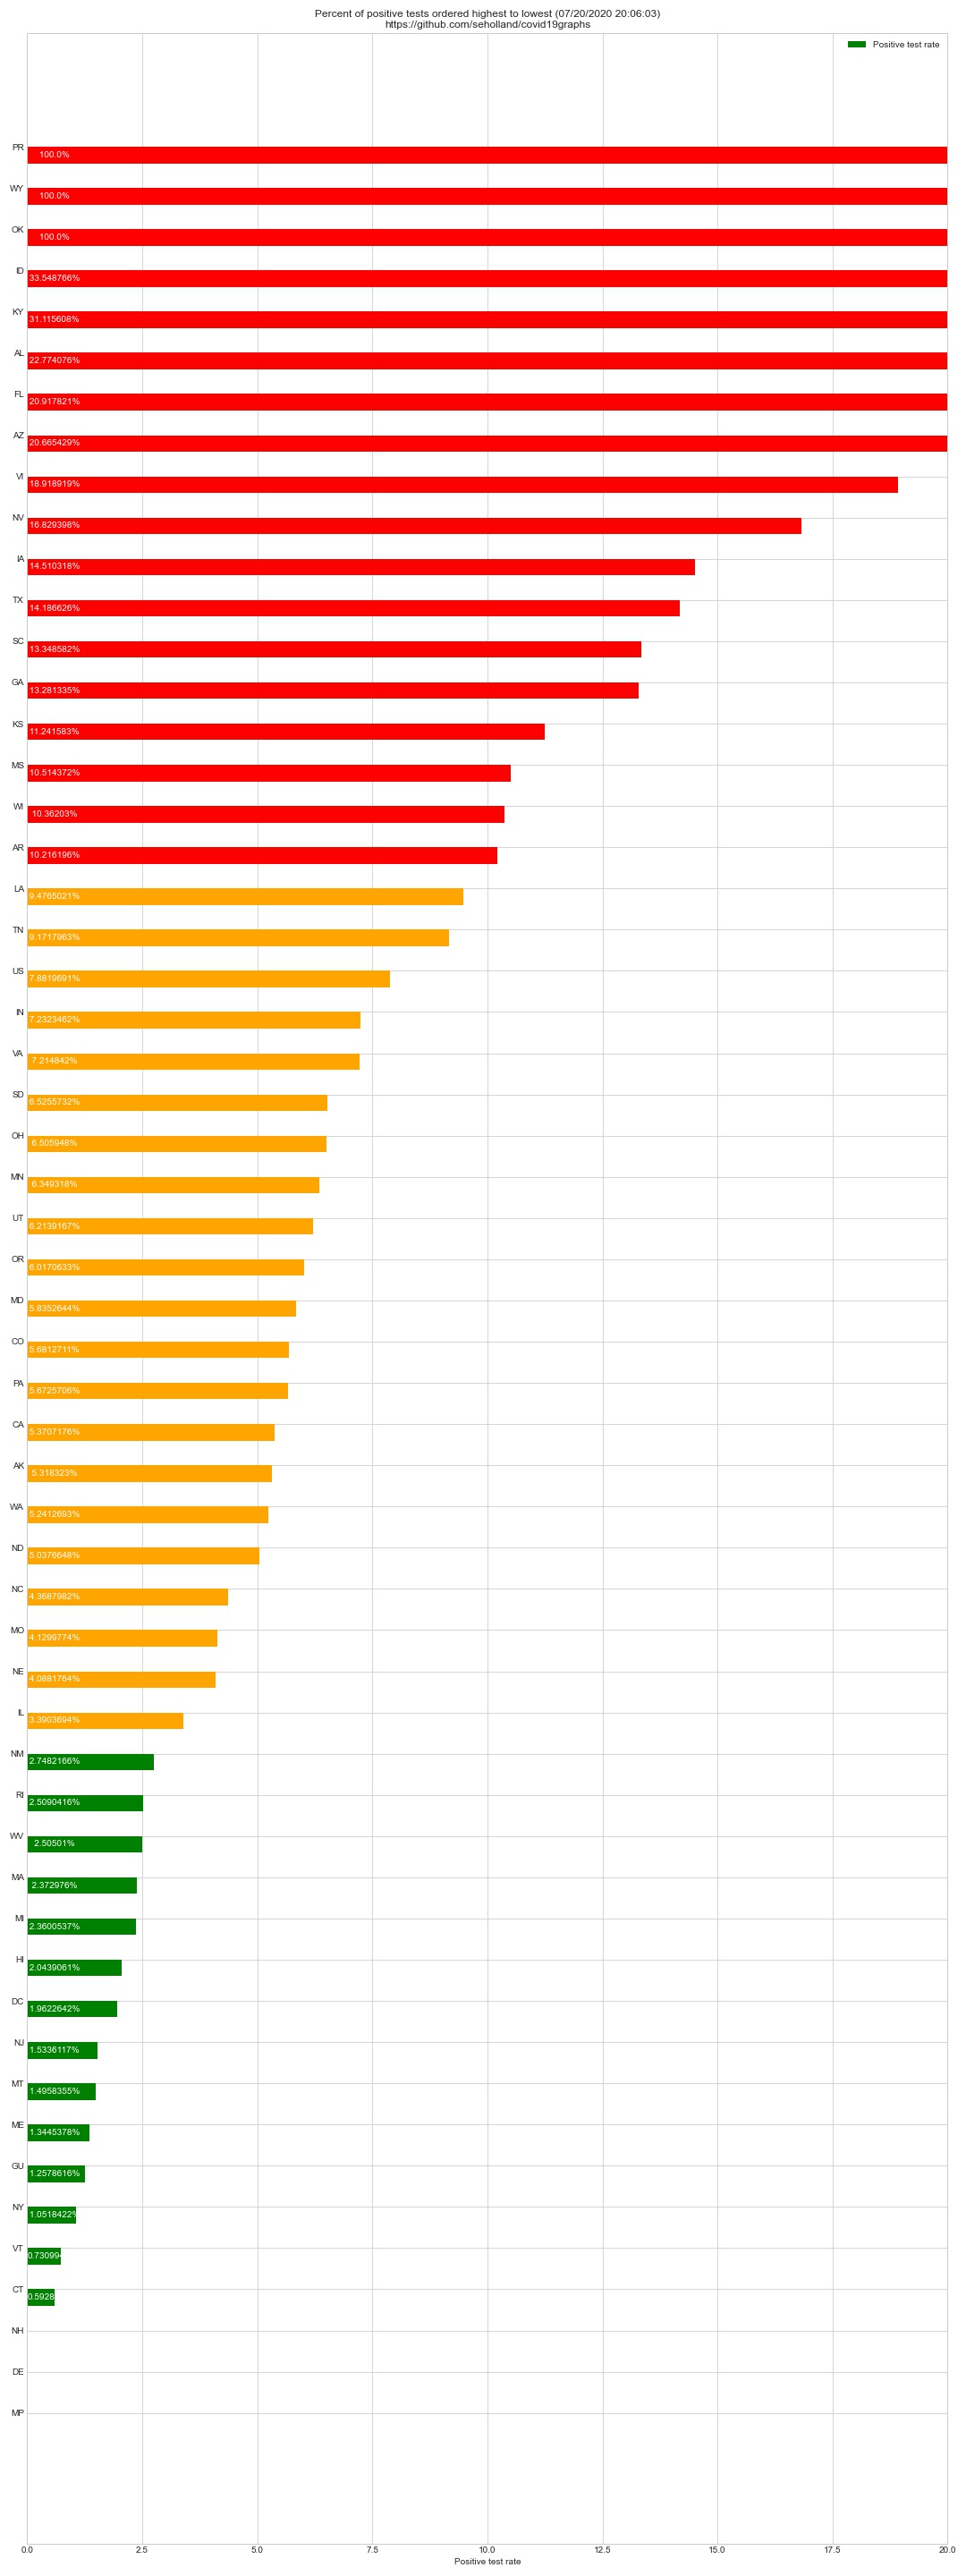 Percent of positive tests ordered highest to lowest (07/20/2020 20:06:03)
https://github.com/seholland/covid19graphs
Positive test rate
PR 100.0%
WY 100.0%
OK 100.0%
ID 33.548766%
KY 31.115608%
AL 22.774076%
FL 20.917821%
AZ 20.665429%
VI 18.918919%
NV 16.829398%
IA 14.510318%
TX 14.186626%
SC 13.348582%
GA 13.281335%
KS 11.241583%
MS 10.514372%
WI 10.36203%
AR 10.216196%
LA 9.4765021%
TN 9.1717963%
US 7.8819691%
IN 7.2323462%
VA 7.214842%
SD 6.5255732%
OH 6.505948%
MN 6.349318%
UT 6.2139167%
OR 6.0170633%
MD 5.8352644%
CO 5.6812711%
PA 5.6725706%
CA 5.3707176%
AK 5.318323%
WA 5.2412693%
ND 5.0376648%
NC 4.3687982%
MO 4.1299774%
NE 4.0881764%
IL 3.3903694%
NM 2.7482166%
RI 2.5090416%
WV 2.50501%
MA 2.372976%
MI 2.3600537%
HI 2.0439061%
DC 1.9622642%
NJ 1.5336117%
MT 1.4958355%
ME 1.3445378%
GU 1.2578616%
NY 1.0518422%
VT 0.730994
CT 0.5928
NH
DE
MP
0.0 2.5 5.0 7.5 10.0 12.5 15.0 17.5 20.0
Positive test rate